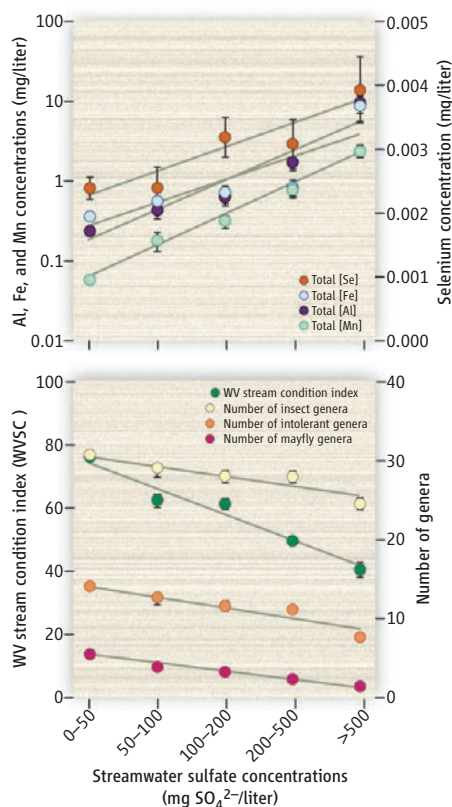 Al, Fe, and Mn concentrations (mg/liter)
100
10
1
0.1
0.01
Selenium concentration (mg/liter)
0.005
0.004
0.003
0.002
0.001
0.000
Total [Se]
Total [Fe]
Total [Al]
Total [Mn]
WV stream condition index (WVSC)
100
80
60
40
20
0
Number of genera
40
30
20
10
0
WV stream condition index
Number of insect genera
Number of intolerant genera
Number of mayfly genera
0–50
50–100
100–200
200–500
>500
Streamwater sulfate concentrations
(mg SO₄²⁻/liter)